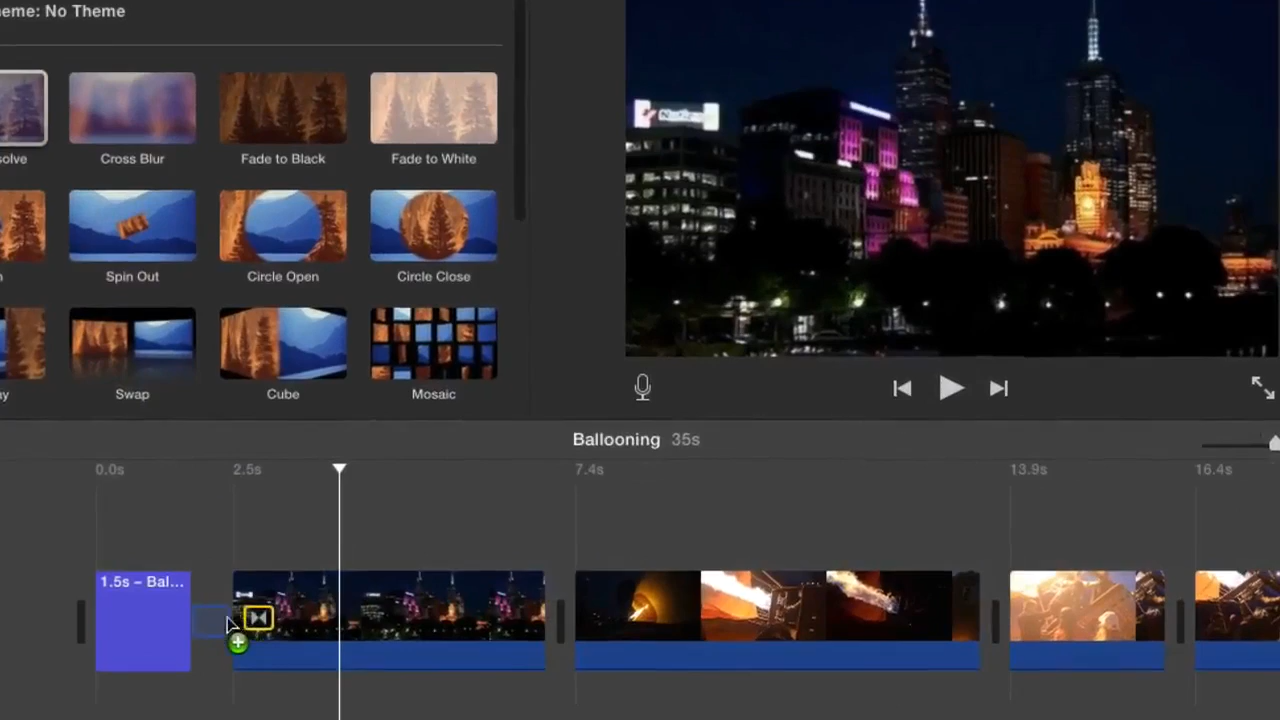 eme: No Theme
solve
Cross Blur
Fade to Black
Fade to White
Spin Out
Circle Open
Circle Close
Swap
Cube
Mosaic
Ballooning 35s
0.0s
2.5s
7.4s
13.9s
16.4s
1.5s – Bal...